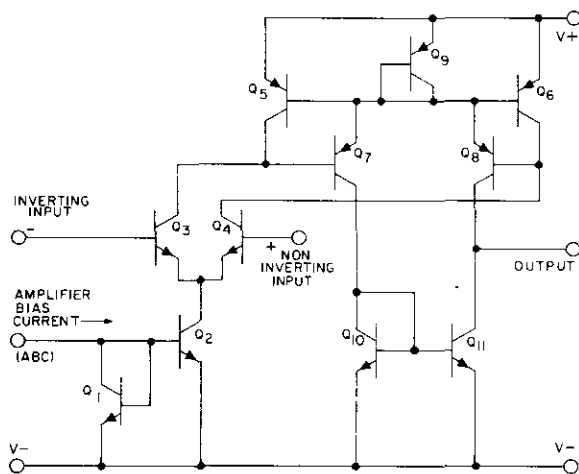 V+
Q9
Q5
Q6
Q7
Q8
INVERTING
INPUT
-
Q3
Q4
+
NON
INVERTING
INPUT
OUTPUT
AMPLIFIER
BIAS
CURRENT
(ABC)
Q2
Q10
Q11
Q1
V-
V-